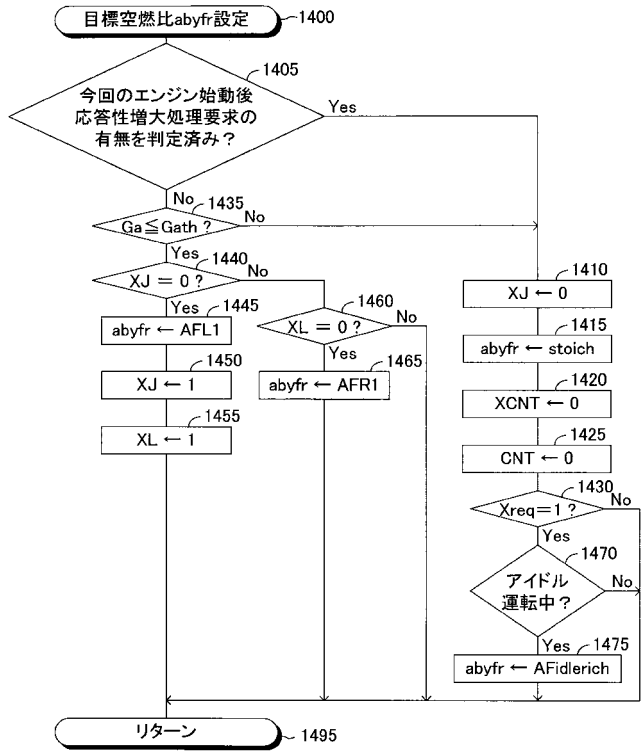 目標空燃比abyfr設定
1400
1405
今回のエンジン始動後
応答性増大処理要求の
有無を判定済み？
Yes
No
1435
Ga≦Gath ?
No
Yes
1440
XJ = 0 ?
No
Yes
1445
abyfr ← AFL1
1450
XJ ← 1
1455
XL ← 1
1460
XL = 0 ?
No
Yes
1465
abyfr ← AFR1
1410
XJ ← 0
1415
abyfr ← stoich
1420
XCNT ← 0
1425
CNT ← 0
1430
Xreq=1 ?
No
Yes
1470
アイドル
運転中？
No
Yes
1475
abyfr ← AFidlerich
リターン
1495